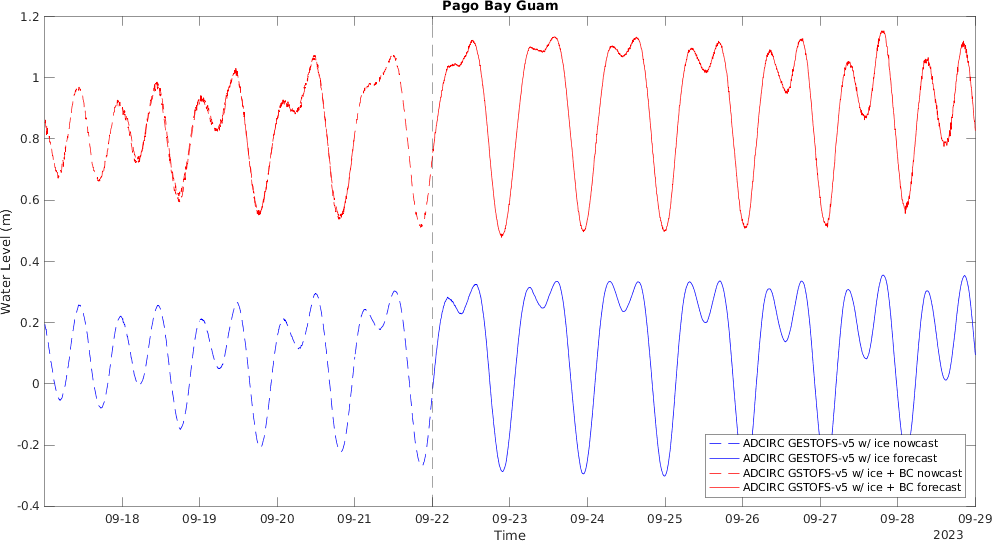 Pago Bay Guam
1.2
1
0.8
0.6
0.4
0.2
0
-0.2
-0.4
Water Level (m)
ADCIRC GESTOFS-v5 w/ ice nowcast
ADCIRC GESTOFS-v5 w/ ice forecast
ADCIRC GSTOFS-v5 w/ ice + BC nowcast
ADCIRC GSTOFS-v5 w/ ice + BC forecast
09-18 09-19 09-20 09-21 09-22 09-23 09-24 09-25 09-26 09-27 09-28 09-29
Time
2023